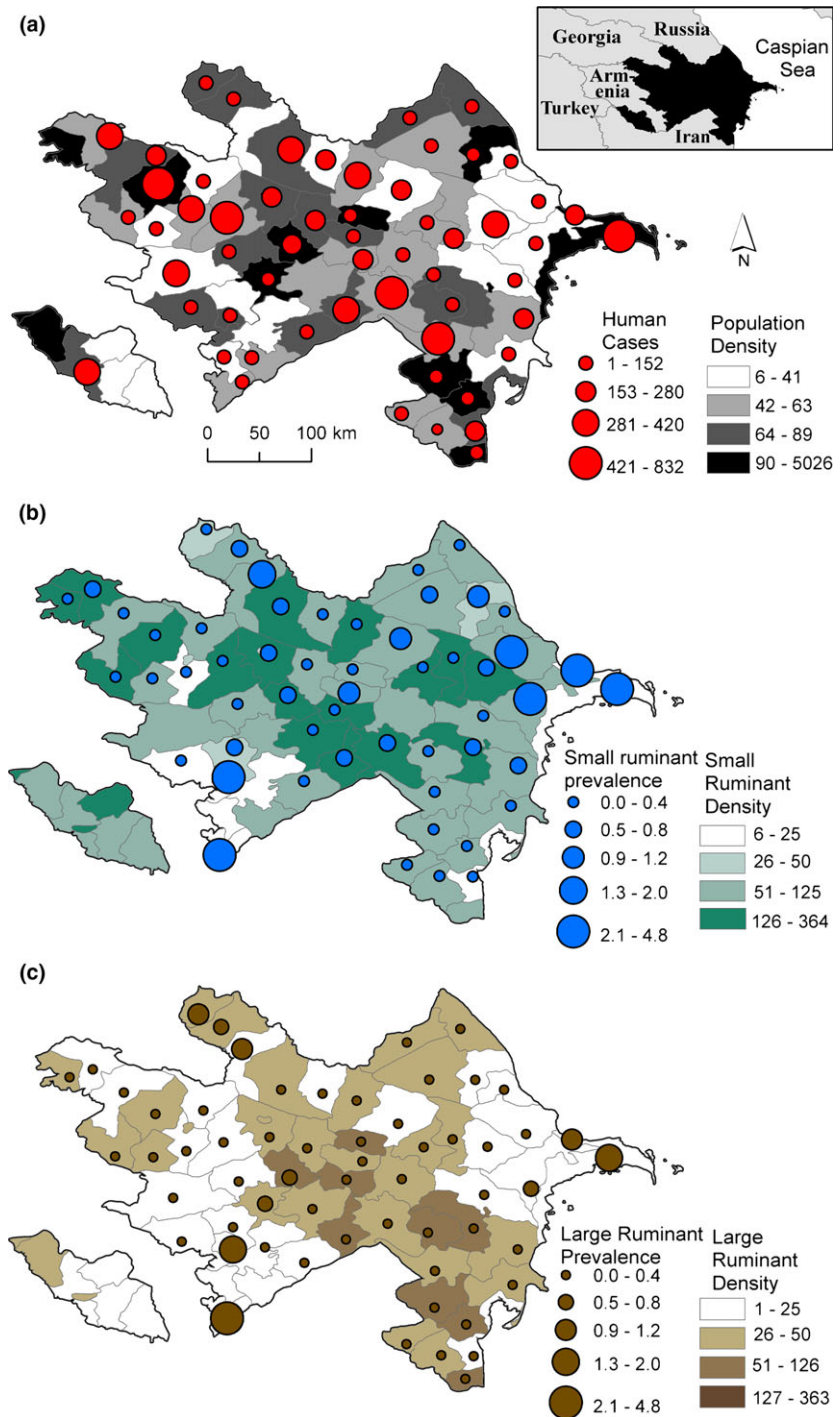 (a)
Georgia
Russia
Caspian
Sea
Arm-
enia
Turkey
Iran
N
Human
Cases
1 - 152
153 - 280
281 - 420
421 - 832
Population
Density
6 - 41
42 - 63
64 - 89
90 - 5026
0 50 100 km
(b)
Small ruminant
prevalence
0.0 - 0.4
0.5 - 0.8
0.9 - 1.2
1.3 - 2.0
2.1 - 4.8
Small
Ruminant
Density
6 - 25
26 - 50
51 - 125
126 - 364
(c)
Large Ruminant
Prevalence
0.0 - 0.4
0.5 - 0.8
0.9 - 1.2
1.3 - 2.0
2.1 - 4.8
Large
Ruminant
Density
1 - 25
26 - 50
51 - 126
127 - 363